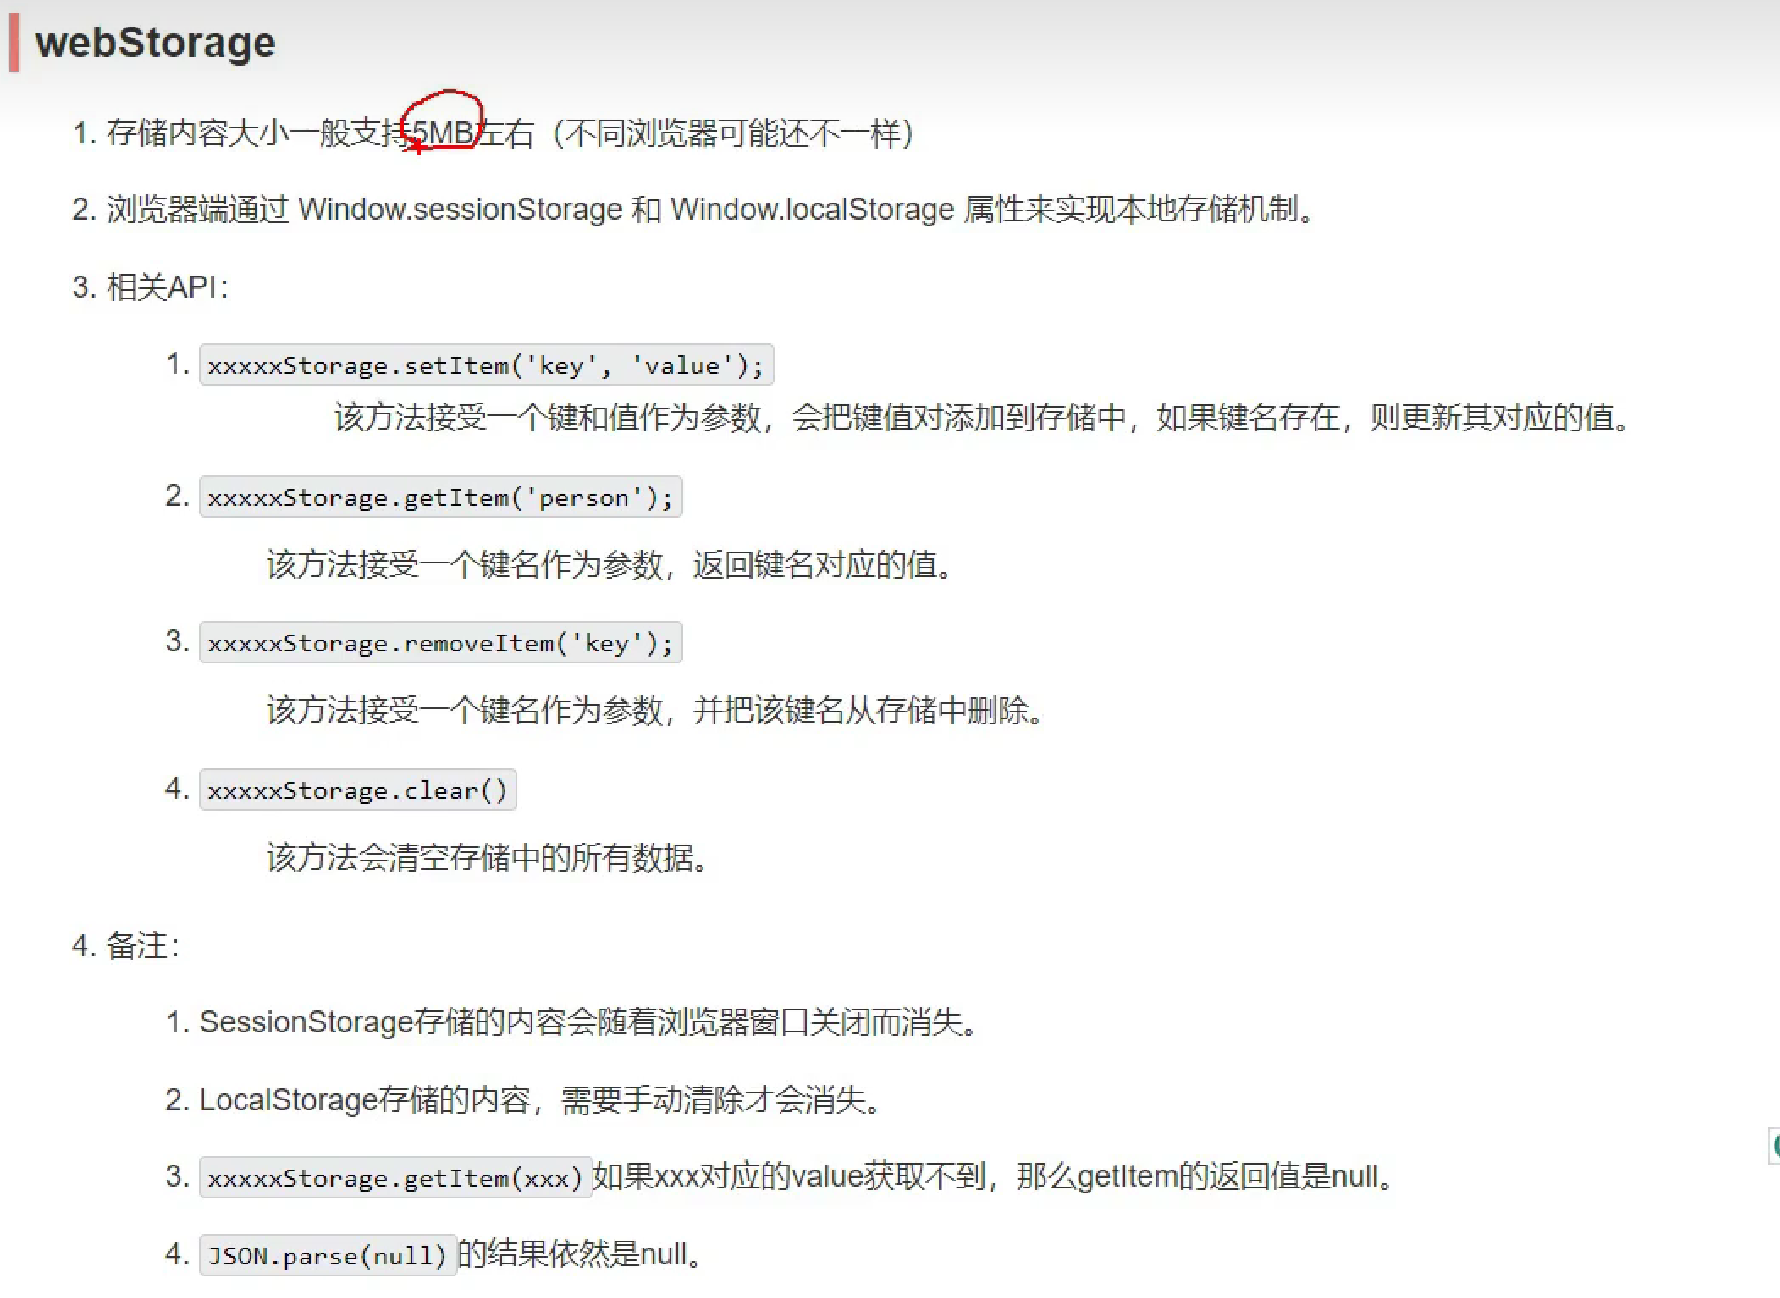 webStorage
1. 存储内容大小一般支持5MB左右（不同浏览器可能还不一样）
2. 浏览器端通过 Window.sessionStorage 和 Window.localStorage 属性来实现本地存储机制。
3. 相关API：
1. xxxxxStorage.setItem('key', 'value');
该方法接受一个键和值作为参数，会把键值对添加到存储中，如果键名存在，则更新其对应的值。
2. xxxxxStorage.getItem('person');
该方法接受一个键名作为参数，返回键名对应的值。
3. xxxxxStorage.removeItem('key');
该方法接受一个键名作为参数，并把该键名从存储中删除。
4. xxxxxStorage.clear()
该方法会清空存储中的所有数据。
4. 备注：
1. SessionStorage存储的内容会随着浏览器窗口关闭而消失。
2. LocalStorage存储的内容，需要手动清除才会消失。
3. xxxxxStorage.getItem(xxx)如果xxx对应的value获取不到，那么getItem的返回值是null。
4. JSON.parse(null)的结果依然是null。